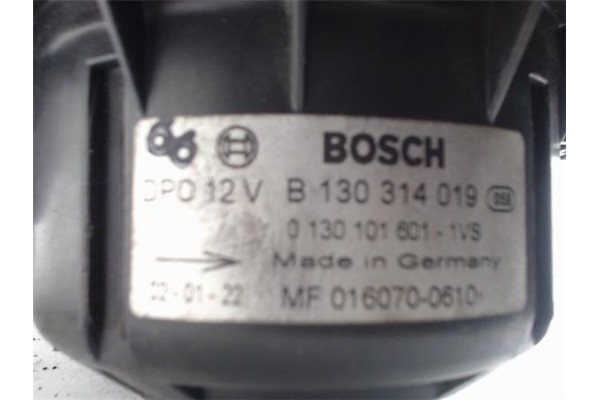 66 BOSCH
DPO 12 V B 130 314 019
0 130 101 601 - 1VS
Made in Germany
22-01-22 MF 016070-0610